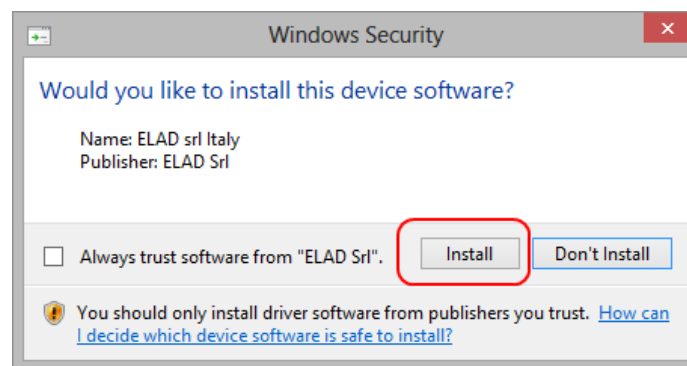 Windows Security
Would you like to install this device software?
Name: ELAD srl Italy
Publisher: ELAD Srl
Always trust software from "ELAD Srl".
Install
Don't Install
You should only install driver software from publishers you trust. How can
I decide which device software is safe to install?